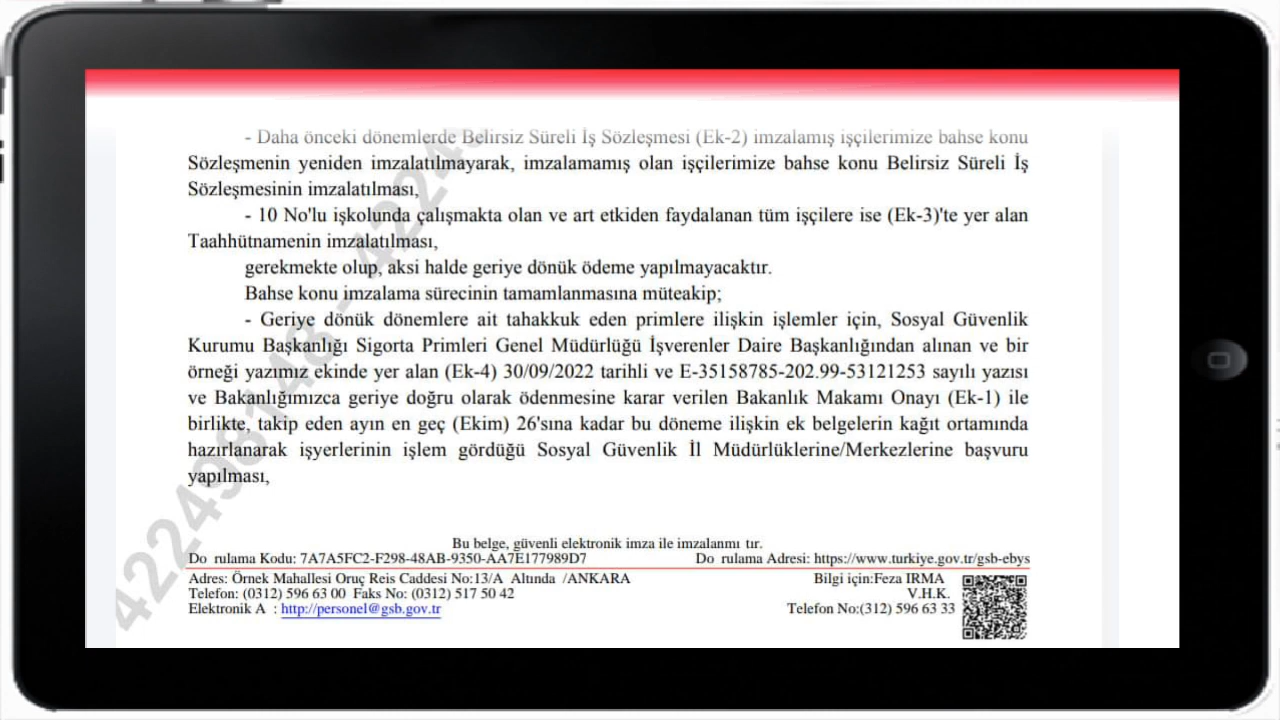 - Daha önceki dönemlerde Belirsiz Süreli İş Sözleşmesi (Ek-2) imzalamış işçilerimize bahse konu
Sözleşmenin yeniden imzalatılmayarak, imzalamamış olan işçilerimize bahse konu Belirsiz Süreli İş
Sözleşmesinin imzalatılması,
- 10 No'lu işkolunda çalışmakta olan ve art etkiden faydalanan tüm işçilere ise (Ek-3)'te yer alan
Taahhütnamenin imzalatılması,
gerekmekte olup, aksi halde geriye dönük ödeme yapılmayacaktır.
Bahse konu imzalama sürecinin tamamlanmasına müteakip;
- Geriye dönük dönemlere ait tahakkuk eden primlere ilişkin işlemler için, Sosyal Güvenlik
Kurumu Başkanlığı Sigorta Primleri Genel Müdürlüğü İşverenler Daire Başkanlığından alınan ve bir
örneği yazımız ekinde yer alan (Ek-4) 30/09/2022 tarihli ve E-35158785-202.99-53121253 sayılı yazısı
ve Bakanlığımızca geriye doğru olarak ödenmesine karar verilen Bakanlık Makamı Onayı (Ek-1) ile
birlikte, takip eden ayın en geç (Ekim) 26'sına kadar bu döneme ilişkin ek belgelerin kağıt ortamında
hazırlanarak işyerlerinin işlem gördüğü Sosyal Güvenlik İl Müdürlüklerine/Merkezlerine başvuru
yapılması,
Bu belge, güvenli elektronik imza ile imzalanmı tır.
Do rulama Kodu: 7A7A5FC2-F298-48AB-9350-AA7E177989D7 Do rulama Adresi: https://www.turkiye.gov.tr/gsb-ebys
Adres: Örnek Mahallesi Oruç Reis Caddesi No:13/A Altında /ANKARA Bilgi için:Feza IRMA
Telefon: (0312) 596 63 00 Faks No: (0312) 517 50 42 V.H.K.
Elektronik A : http://personel@gsb.gov.tr Telefon No:(312) 596 63 33